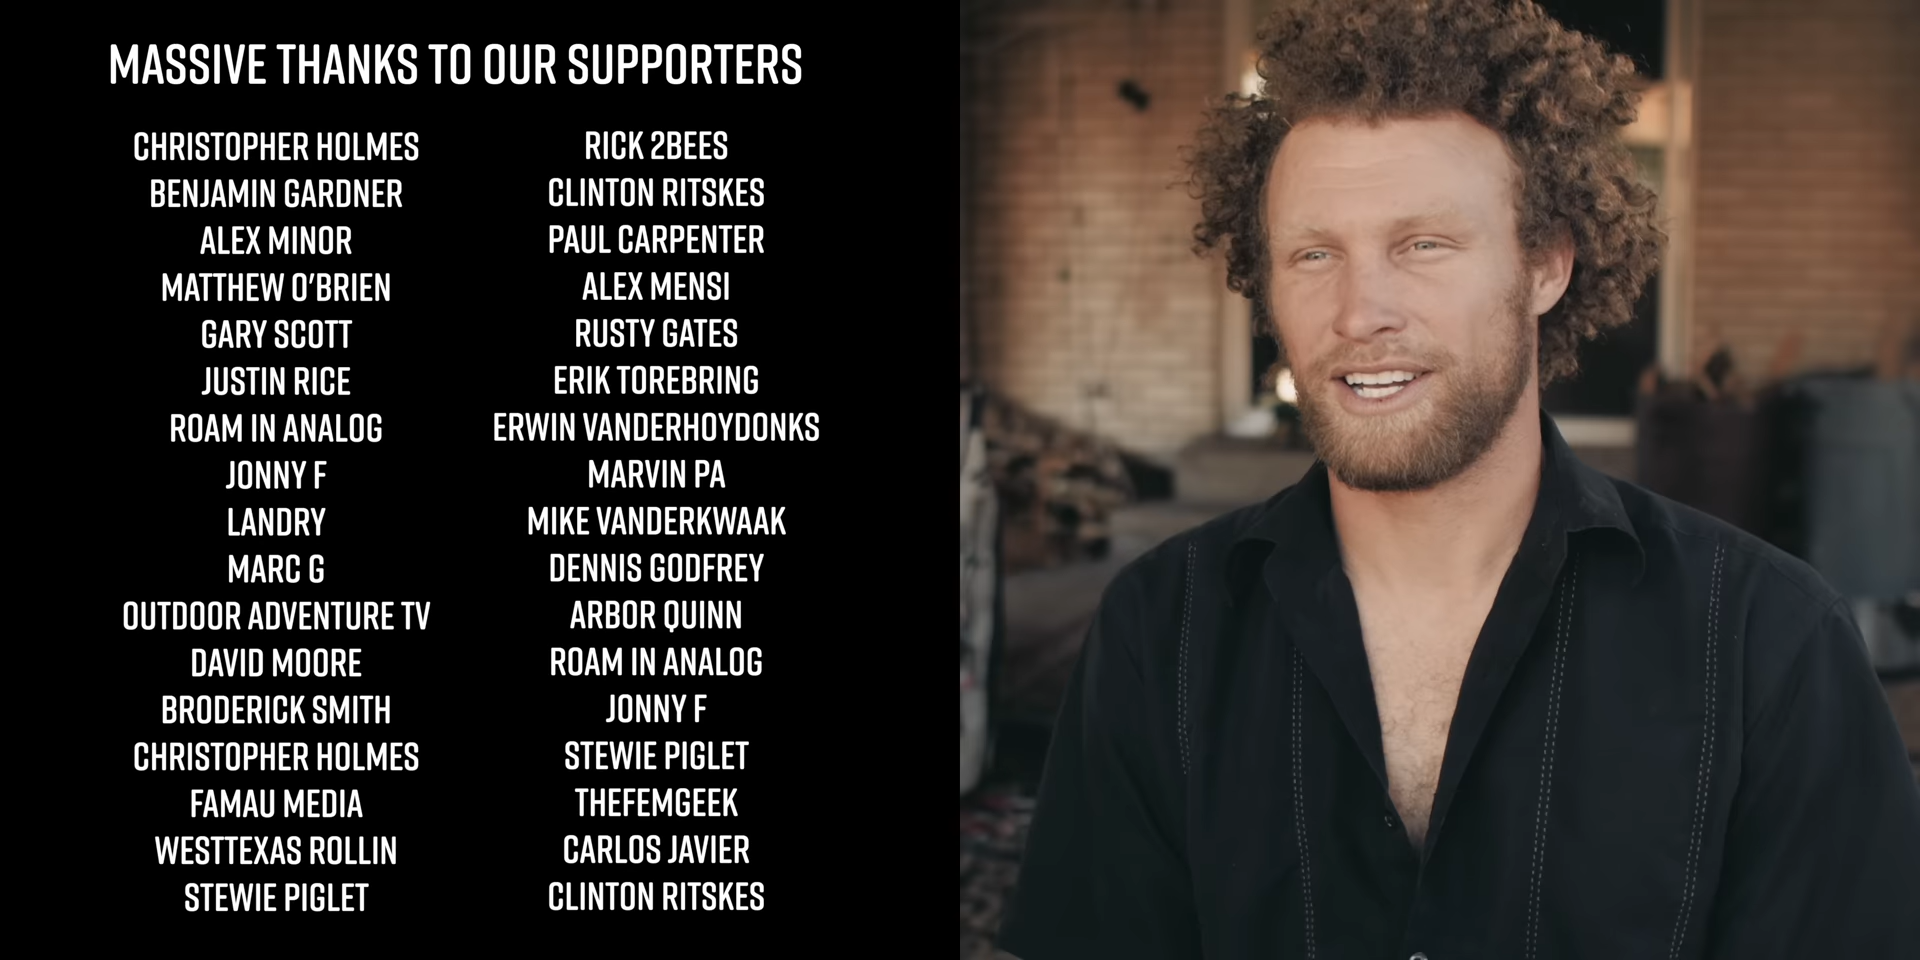 MASSIVE THANKS TO OUR SUPPORTERS
CHRISTOPHER HOLMES
BENJAMIN GARDNER
ALEX MINOR
MATTHEW O'BRIEN
GARY SCOTT
JUSTIN RICE
ROAM IN ANALOG
JONNY F
LANDRY
MARC G
OUTDOOR ADVENTURE TV
DAVID MOORE
BRODERICK SMITH
CHRISTOPHER HOLMES
FAMAU MEDIA
WESTTEXAS ROLLIN
STEWIE PIGLET
RICK 2BEES
CLINTON RITSKES
PAUL CARPENTER
ALEX MENSI
RUSTY GATES
ERIK TOREBRING
ERWIN VANDERHOYDONKS
MARVIN PA
MIKE VANDERKWAAK
DENNIS GODFREY
ARBOR QUINN
ROAM IN ANALOG
JONNY F
STEWIE PIGLET
THEFEMGEEK
CARLOS JAVIER
CLINTON RITSKES